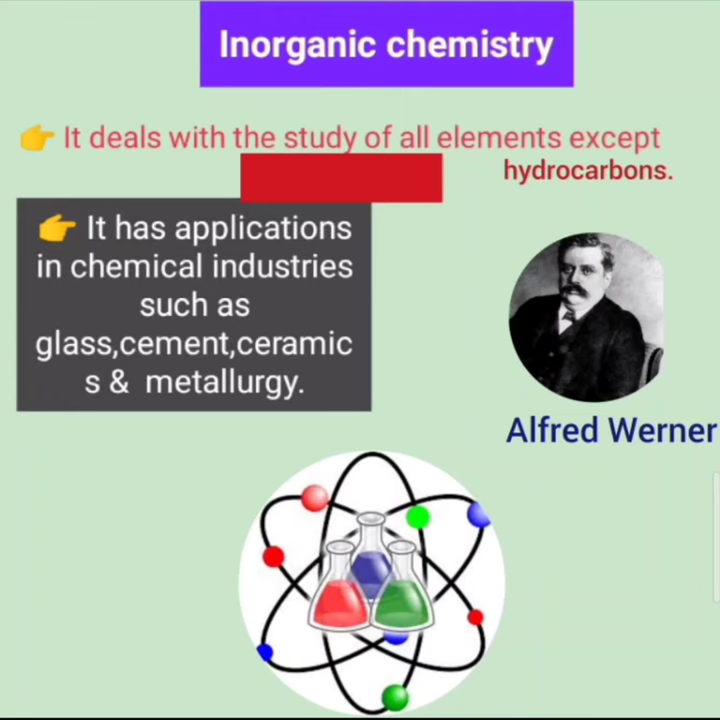 Inorganic chemistry
👉 It deals with the study of all elements except
hydrocarbons.
👉 It has applications
in chemical industries
such as
glass,cement,ceramic
s & metallurgy.
Alfred Werner